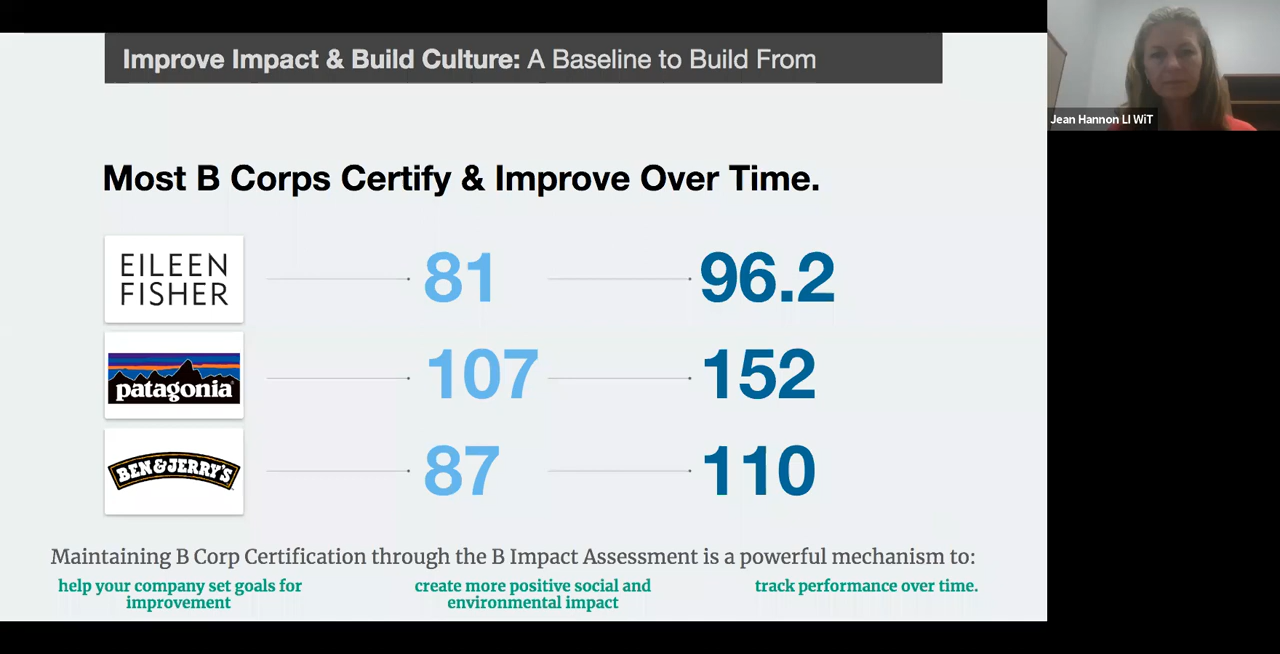 Improve Impact & Build Culture: A Baseline to Build From
Jean Hannon LI WiT
Most B Corps Certify & Improve Over Time.
EILEEN
FISHER
81
96.2
patagonia
107
152
BEN & JERRY'S
87
110
Maintaining B Corp Certification through the B Impact Assessment is a powerful mechanism to:
help your company set goals for
improvement
create more positive social and
environmental impact
track performance over time.